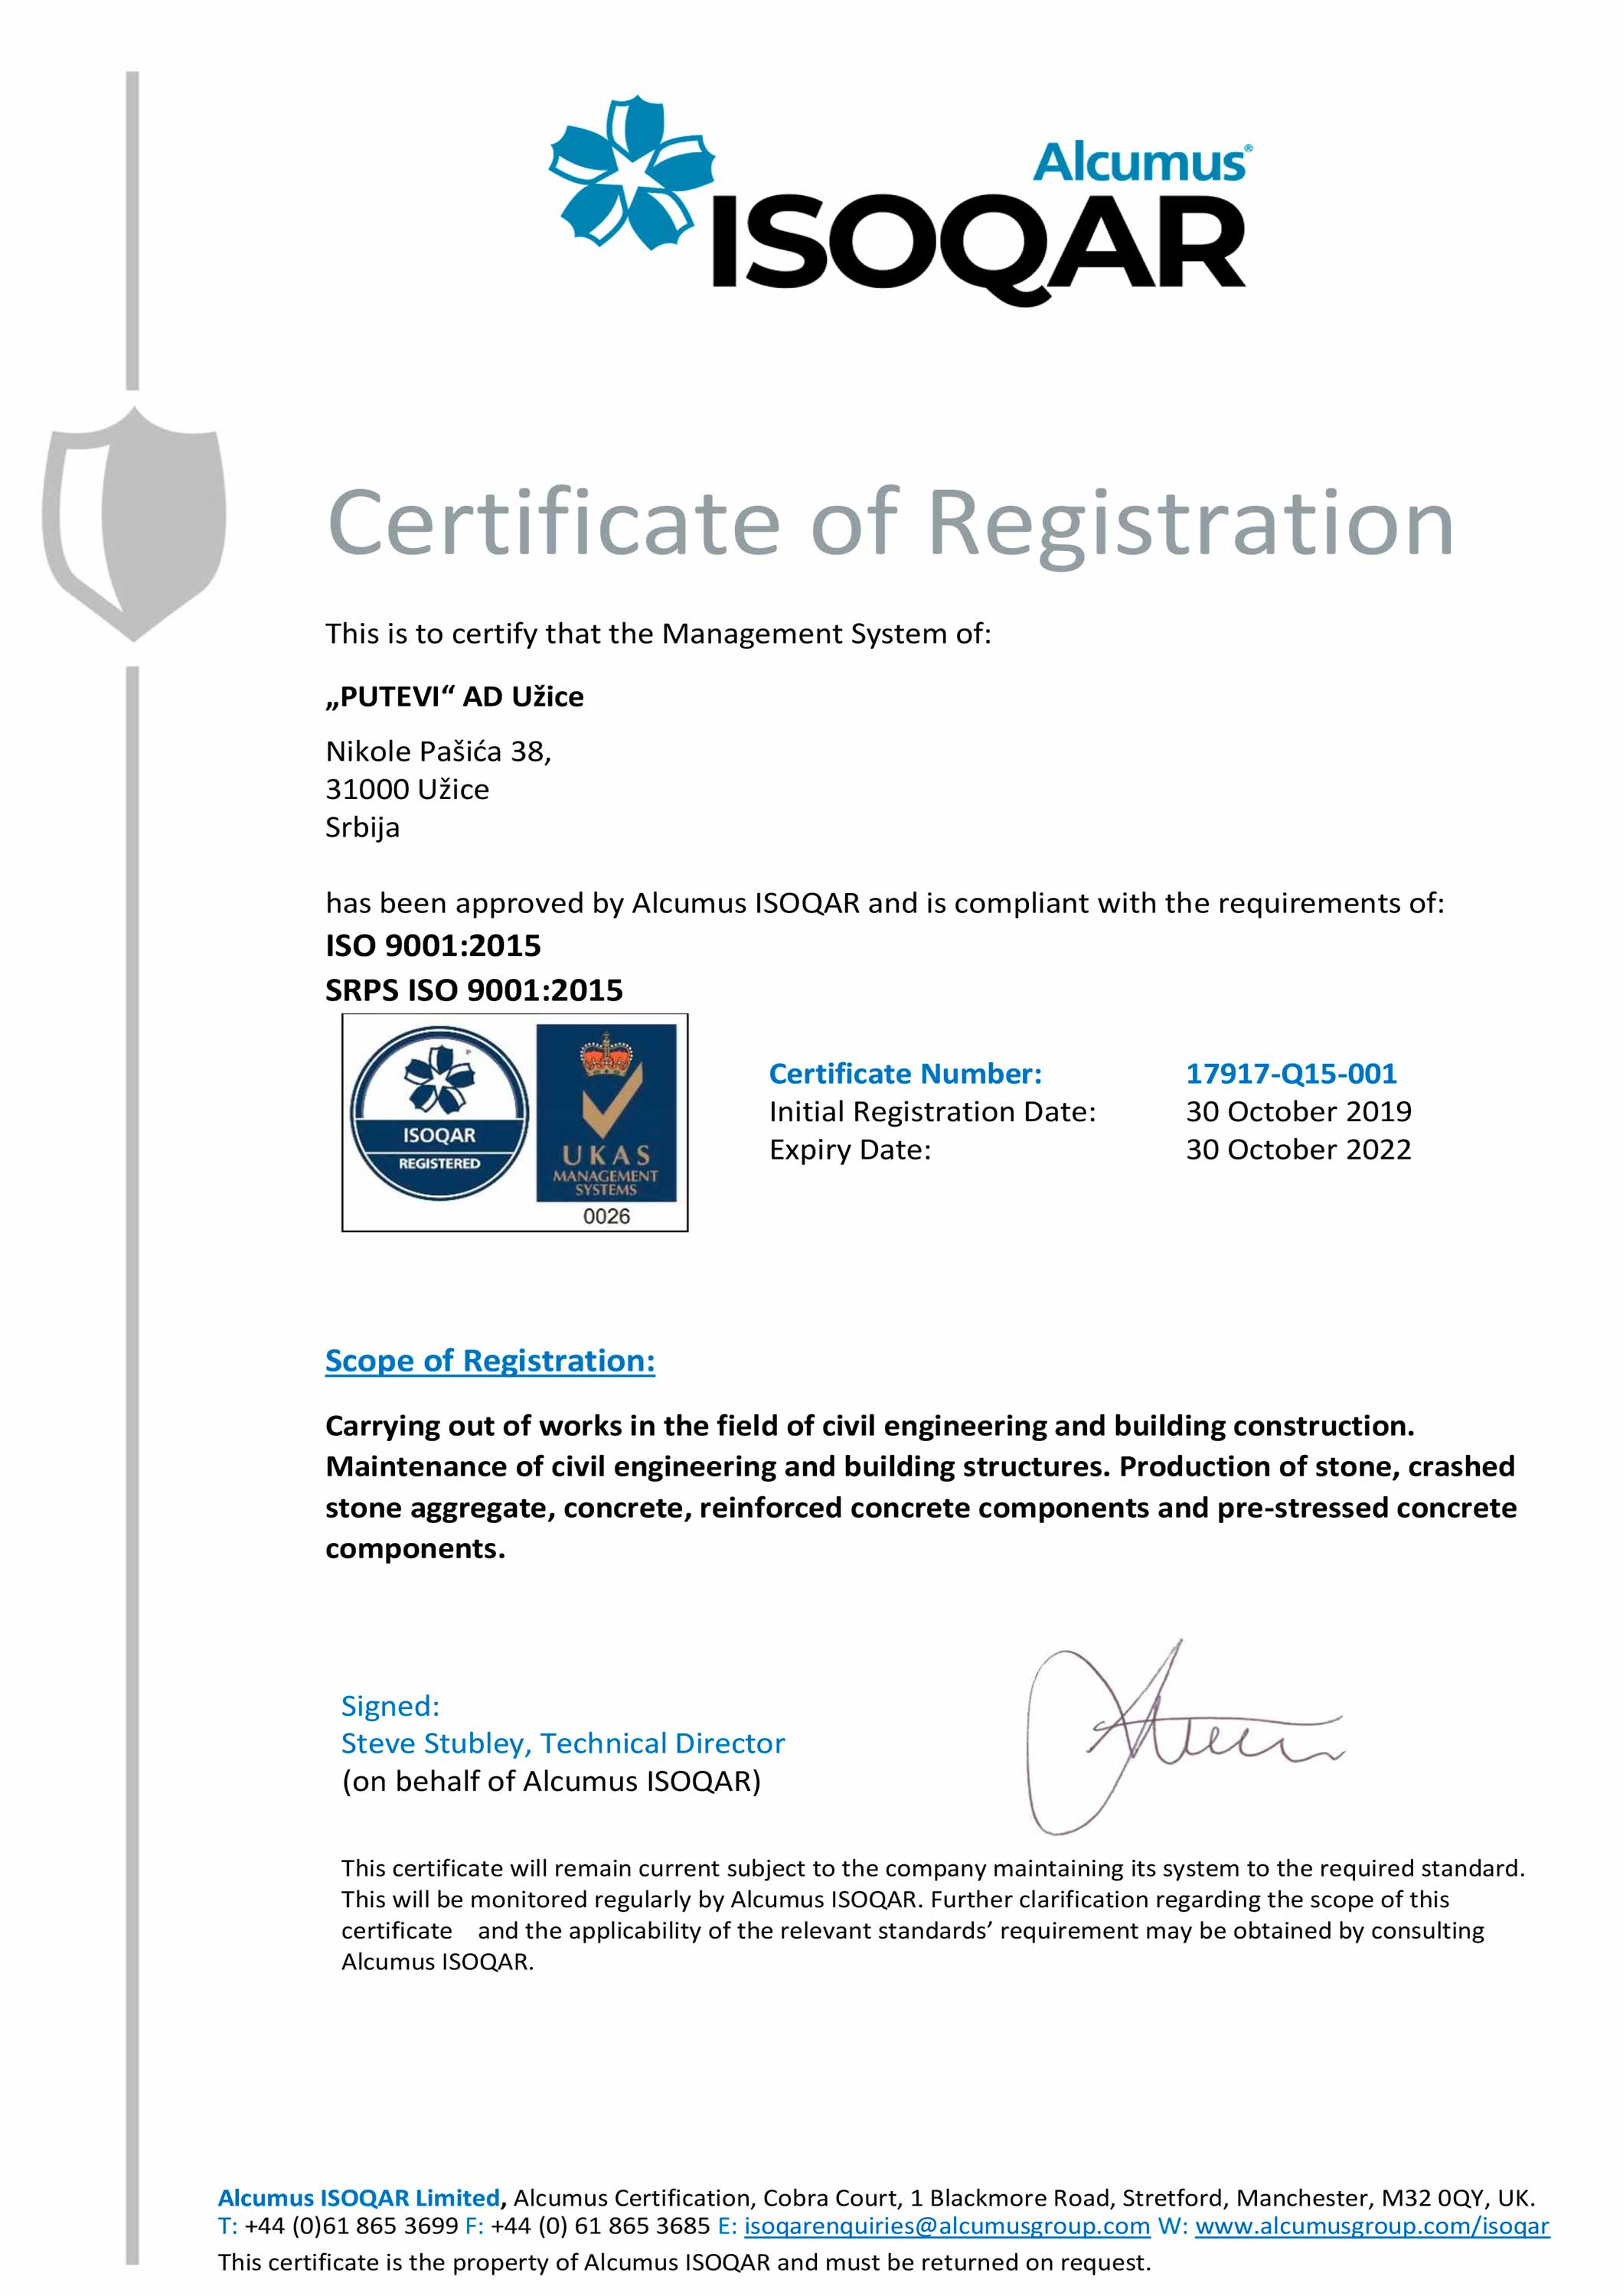 Alcumus®
ISOQAR
Certificate of Registration
This is to certify that the Management System of:
„PUTEVI“ AD Užice
Nikole Pašića 38,
31000 Užice
Srbija
has been approved by Alcumus ISOQAR and is compliant with the requirements of:
ISO 9001:2015
SRPS ISO 9001:2015
ISOQAR
REGISTERED
UKAS
MANAGEMENT
SYSTEMS
0026
Certificate Number: 17917-Q15-001
Initial Registration Date: 30 October 2019
Expiry Date: 30 October 2022
Scope of Registration:
Carrying out of works in the field of civil engineering and building construction.
Maintenance of civil engineering and building structures. Production of stone, crashed
stone aggregate, concrete, reinforced concrete components and pre-stressed concrete
components.
Signed:
Steve Stubley, Technical Director
(on behalf of Alcumus ISOQAR)
This certificate will remain current subject to the company maintaining its system to the required standard.
This will be monitored regularly by Alcumus ISOQAR. Further clarification regarding the scope of this
certificate and the applicability of the relevant standards’ requirement may be obtained by consulting
Alcumus ISOQAR.
Alcumus ISOQAR Limited, Alcumus Certification, Cobra Court, 1 Blackmore Road, Stretford, Manchester, M32 0QY, UK.
T: +44 (0)61 865 3699 F: +44 (0) 61 865 3685 E: isoqarenquiries@alcumusgroup.com W: www.alcumusgroup.com/isoqar
This certificate is the property of Alcumus ISOQAR and must be returned on request.